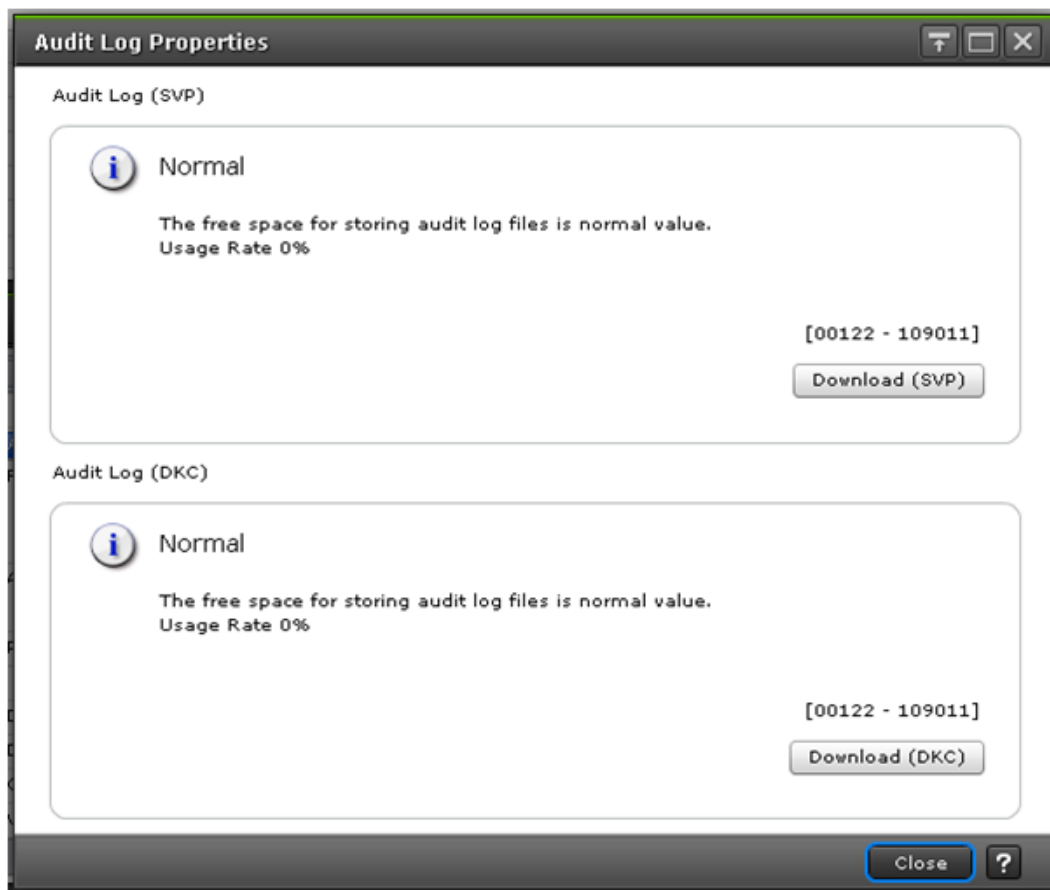 Audit Log Properties
Audit Log (SVP)
Normal
The free space for storing audit log files is normal value.
Usage Rate 0%
[00122 - 109011]
Download (SVP)
Audit Log (DKC)
Normal
The free space for storing audit log files is normal value.
Usage Rate 0%
[00122 - 109011]
Download (DKC)
Close ?